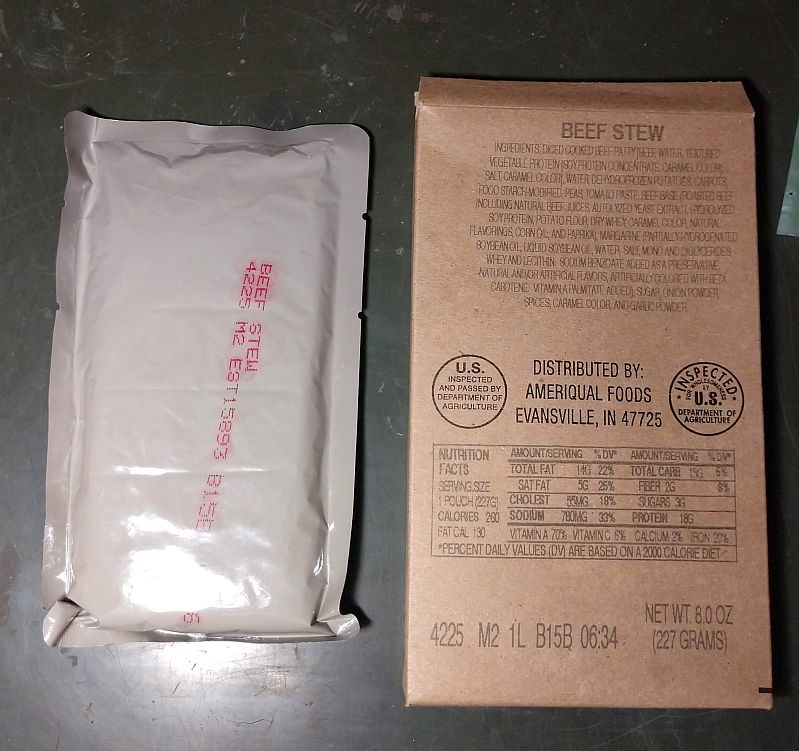 BEEF STEW
4225 M2 EST15893 B15E
BEEF STEW
INGREDIENTS: DICED COOKED BEEF PATTY (BEEF, WATER, TEXTURED
VEGETABLE PROTEIN (SOY PROTEIN CONCENTRATE, CARAMEL COLOR),
SALT, CARAMEL COLOR), WATER, DEHYDROFROZEN POTATOES, CARROTS,
FOOD STARCH-MODIFIRED, PEAS, TOMATO PASTE, BEEF BASE (ROASTED BEEF
INCLUDING NATURAL BEEF JUICES, AUTOLYZED YEAST EXTRACT, HYDROLYZED
SOY PROTEIN, POTATO FLOUR, DRY WHEY, CARAMEL COLOR, NATURAL
FLAVORINGS, CORN OIL, AND PAPRIKA), MARGARINE (PARTIALLY HYDROGENATED
SOYBEAN OIL, LIQUID SOYBEAN OIL, WATER, SALT, MONO AND DIGLYCERIDES,
WHEY AND LECITHIN. SODIUM BENZOATE ADDED AS A PRESERVATIVE,
NATURAL AND/OR ARTIFICIAL FLAVORS, ARTIFICIALLY COLORED WITH BETA
CAROTENE. VITAMIN A PALMITATE ADDED), SUGAR, ONION POWDER,
SPICES, CARAMEL COLOR, AND GARLIC POWDER.
U.S.
INSPECTED
AND PASSED BY
DEPARTMENT OF
AGRICULTURE
DISTRIBUTED BY:
AMERIQUAL FOODS
EVANSVILLE, IN 47725
INSPECTED
FOR WHOLESOMENESS
BY
U.S.
DEPARTMENT OF
AGRICULTURE
NUTRITION FACTS
SERVING SIZE
1 POUCH (227G)
CALORIES 260
FAT CAL 130
AMOUNT/SERVING %DV* AMOUNT/SERVING %DV*
TOTAL FAT 14G 22% TOTAL CARB 15G 5%
SAT FAT 5G 25% FIBER 2G 8%
CHOLEST 55MG 18% SUGARS 3G
SODIUM 780MG 33% PROTEIN 18G
VITAMIN A 70% VITAMIN C 6% CALCIUM 2% IRON 20%
*PERCENT DAILY VALUES (DV) ARE BASED ON A 2000 CALORIE DIET
NET WT. 8.0 OZ
(227 GRAMS)
4225 M2 1L B15B 06:34